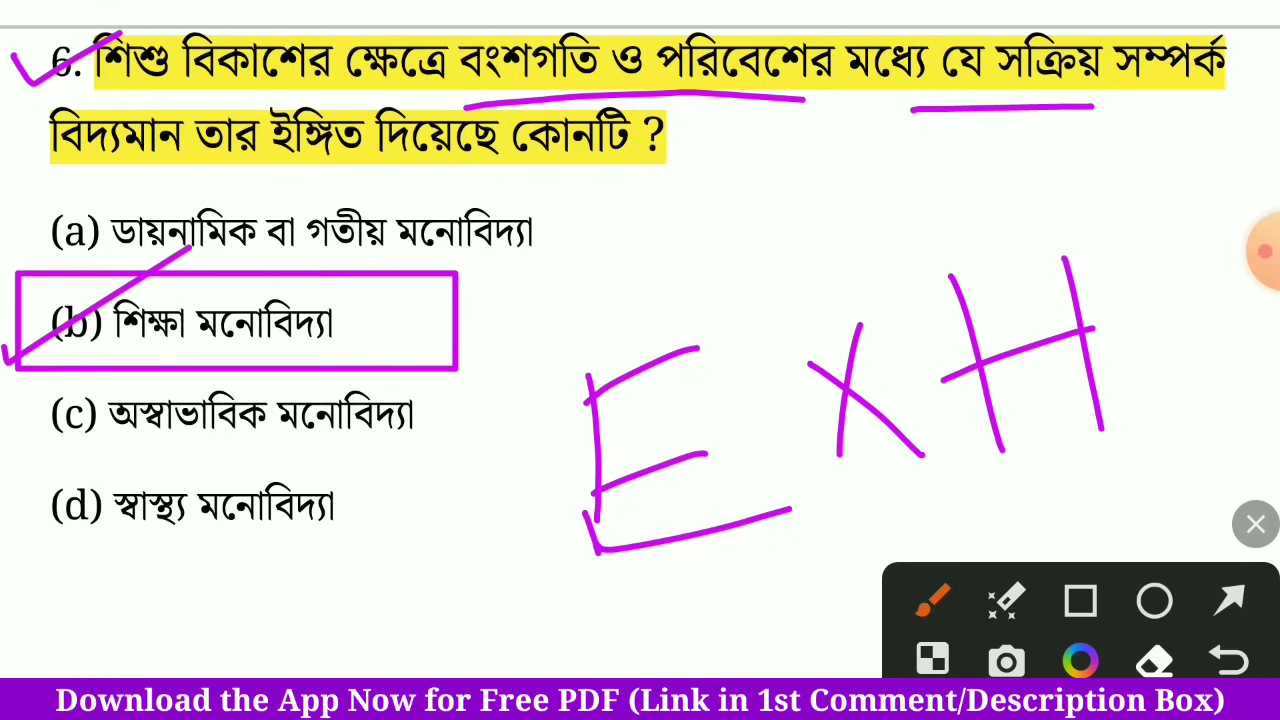 6. শিশু বিকাশের ক্ষেত্রে বংশগতি ও পরিবেশের মধ্যে যে সক্রিয় সম্পর্ক
বিদ্যমান তার ইঙ্গিত দিয়েছে কোনটি ?
(a) ডায়নামিক বা গতীয় মনোবিদ্যা
(b) শিক্ষা মনোবিদ্যা
(c) অস্বাভাবিক মনোবিদ্যা
(d) স্বাস্থ্য মনোবিদ্যা
E x H
Download the App Now for Free PDF (Link in 1st Comment/Description Box)